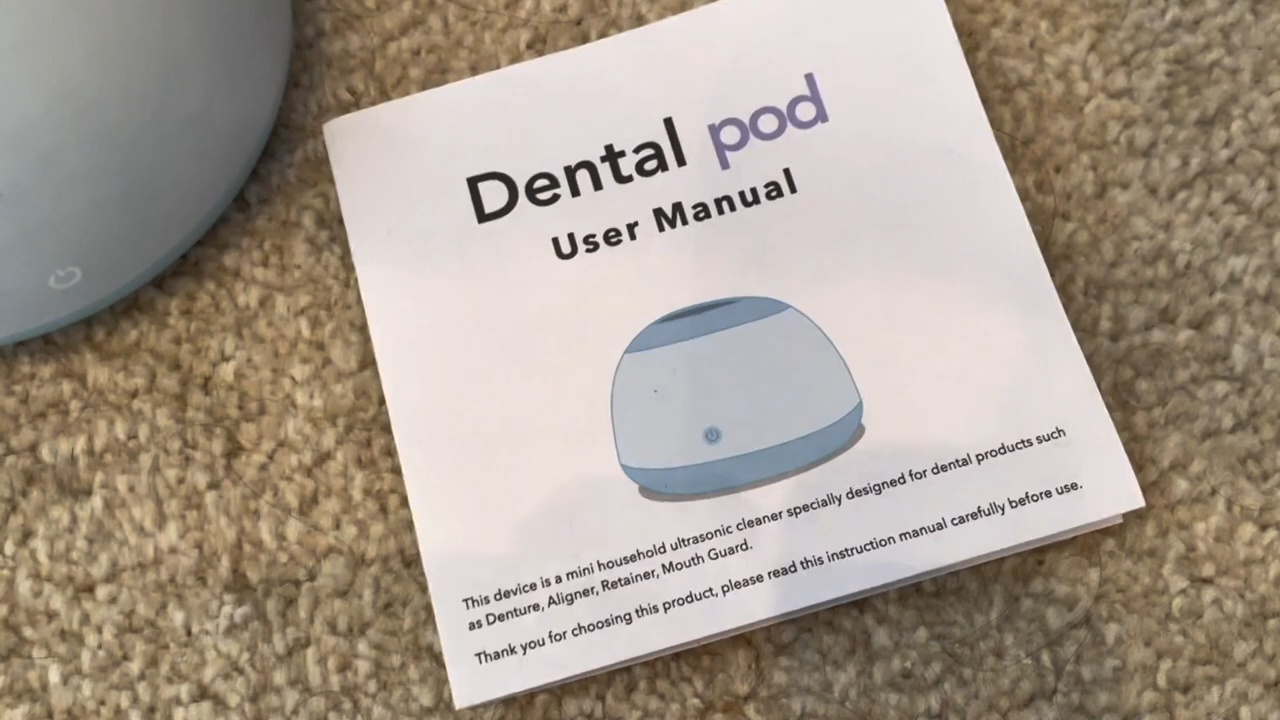 Dental pod
User Manual
This device is a mini household ultrasonic cleaner specially designed for dental products such
as Denture, Aligner, Retainer, Mouth Guard.
Thank you for choosing this product, please read this instruction manual carefully before use.